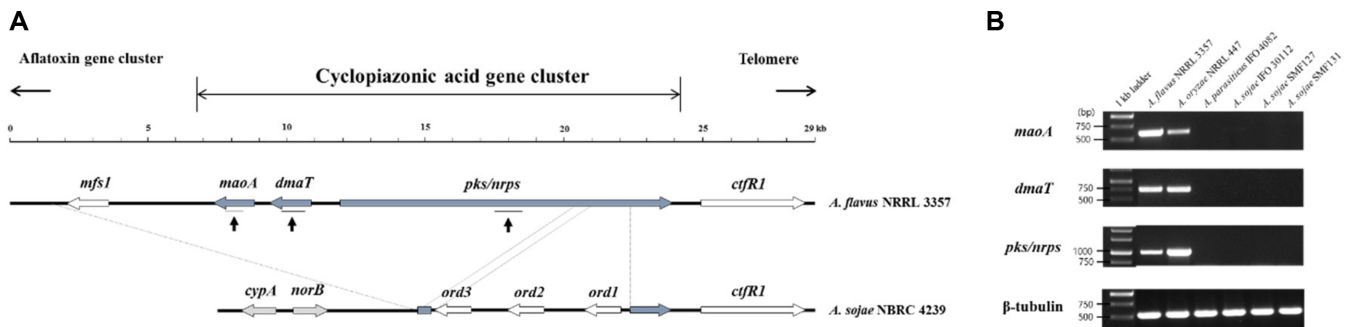 A
Aflatoxin gene cluster
Cyclopiazonic acid gene cluster
Telomere
0 5 10 15 20 25 29 kb
mfs1 maoA dmaT pks/nrps ctfR1
A. flavus NRRL 3357
cypA norB ord3 ord2 ord1 ctfR1
A. sojae NBRC 4239
B
1 kb ladder
A. flavus NRRL 3357
A. oryzae NRRL 447
A. parasiticus IFO 4082
A. sojae IFO 30112
A. sojae SMF127
A. sojae SMF131
(bp)
maoA
750
500
dmaT
750
500
pks/nrps
1000
750
β-tubulin
750
500